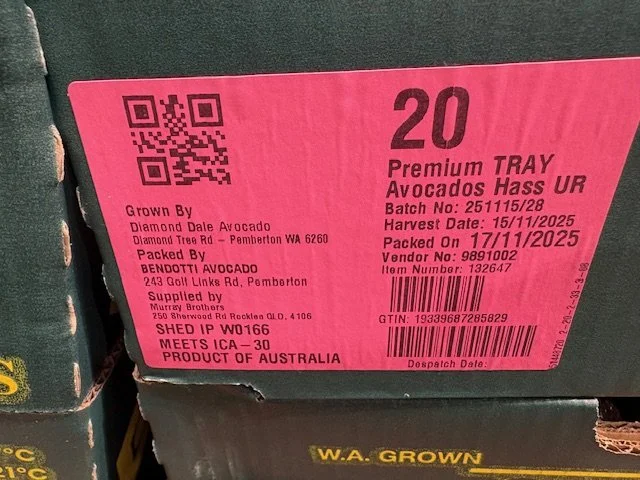 20
Premium TRAY
Avocados Hass UR
Batch No: 251115/28
Harvest Date: 15/11/2025
Packed On 17/11/2025
Vendor No: 9891002
Item Number: 132647
GTIN: 19339687285829
Despatch Date:
Grown By
Diamond Dale Avocado
Diamond Tree Rd - Pemberton WA 6260
Packed By
BENDOTTI AVOCADO
243 Golf Links Rd, Pemberton
Supplied by
Murray Brothers
250 Sherwood Rd Rocklea QLD, 4106
SHED IP W0166
MEETS ICA-30
PRODUCT OF AUSTRALIA
W.A. GROWN
S
°C
21°C